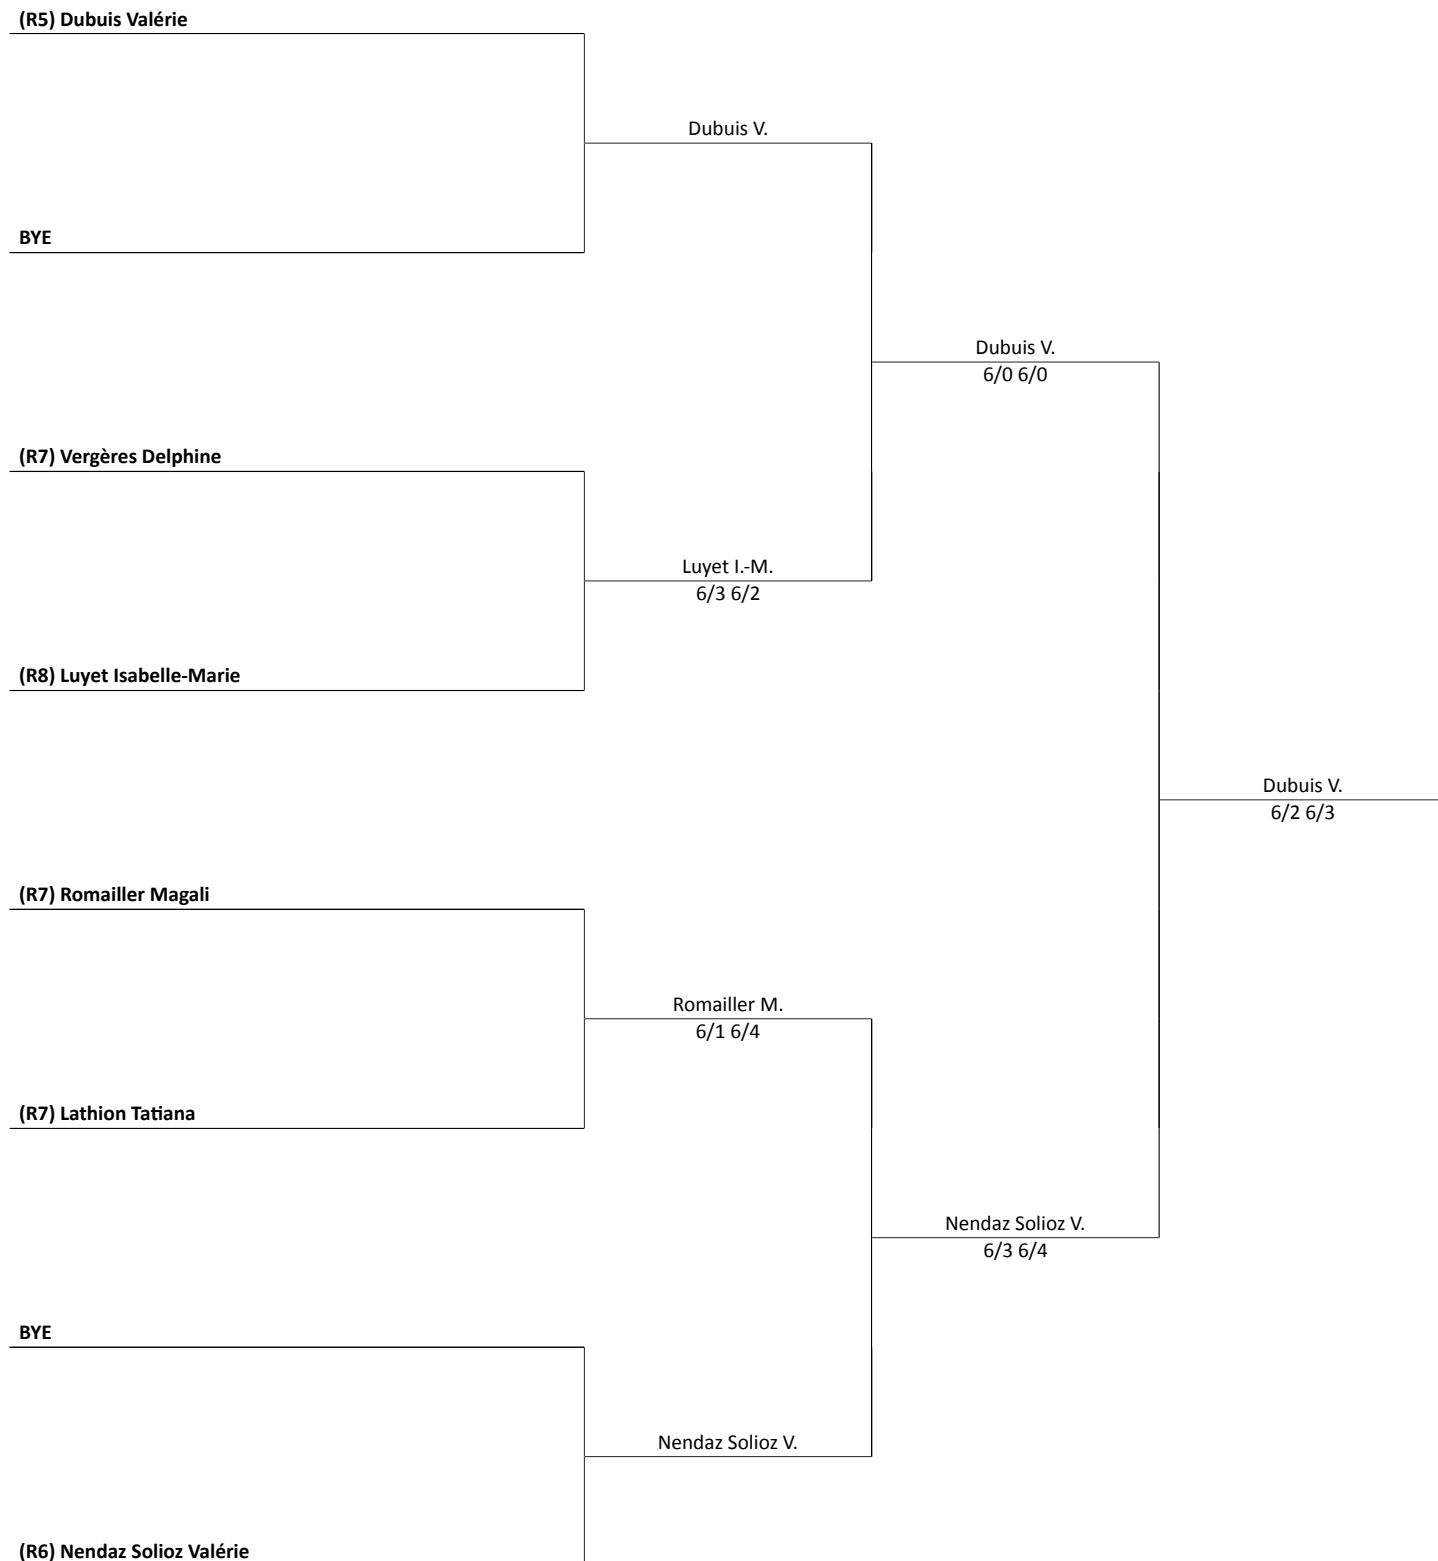 (R5) Dubuis Valérie
Dubuis V.
BYE
Dubuis V.
6/0 6/0
(R7) Vergères Delphine
Luyet I.-M.
6/3 6/2
(R8) Luyet Isabelle-Marie
Dubuis V.
6/2 6/3
(R7) Romailler Magali
Romailler M.
6/1 6/4
(R7) Lathion Tatiana
Nendaz Solioz V.
6/3 6/4
BYE
Nendaz Solioz V.
(R6) Nendaz Solioz Valérie